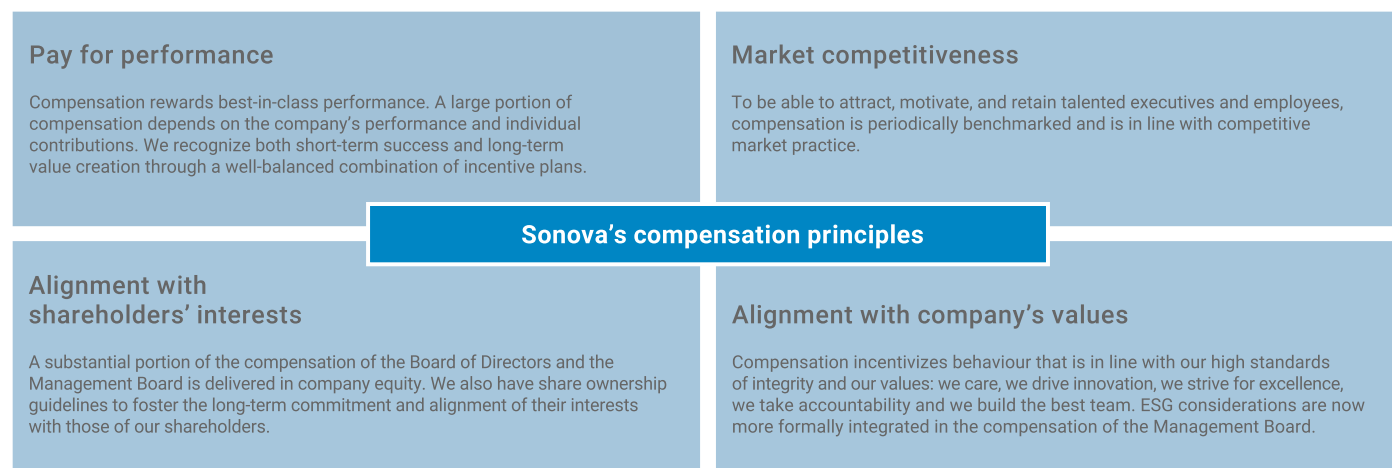 Pay for performance
Compensation rewards best-in-class performance. A large portion of
compensation depends on the company’s performance and individual
contributions. We recognize both short-term success and long-term
value creation through a well-balanced combination of incentive plans.
Market competitiveness
To be able to attract, motivate, and retain talented executives and employees,
compensation is periodically benchmarked and is in line with competitive
market practice.
Sonova’s compensation principles
Alignment with
shareholders’ interests
A substantial portion of the compensation of the Board of Directors and the
Management Board is delivered in company equity. We also have share ownership
guidelines to foster the long-term commitment and alignment of their interests
with those of our shareholders.
Alignment with company’s values
Compensation incentivizes behaviour that is in line with our high standards
of integrity and our values: we care, we drive innovation, we strive for excellence,
we take accountability and we build the best team. ESG considerations are now
more formally integrated in the compensation of the Management Board.